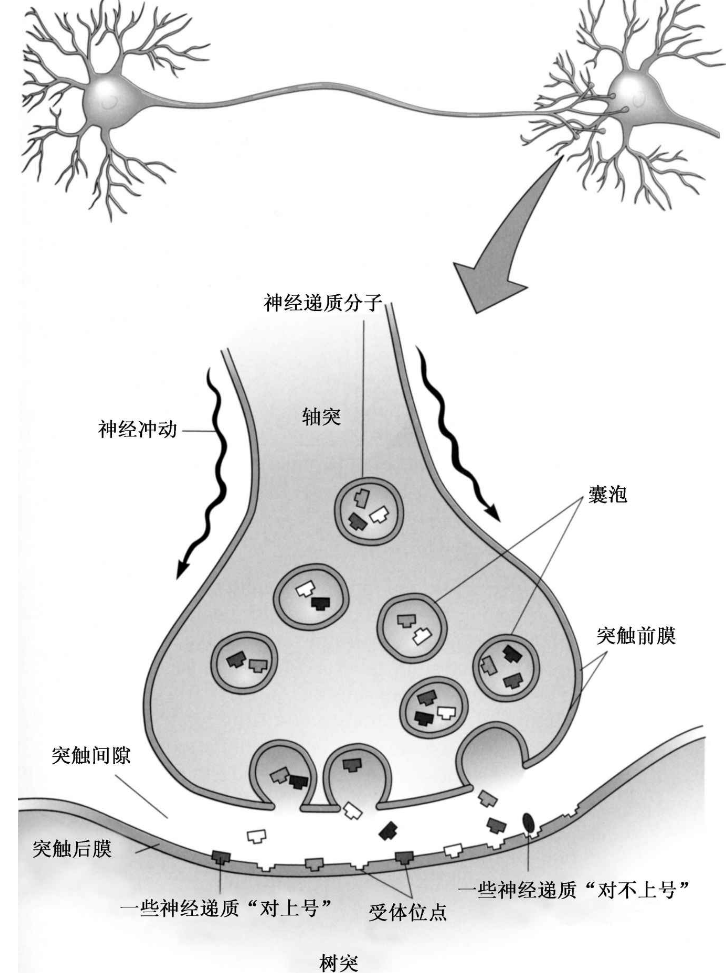 神经递质分子
轴突
神经冲动
囊泡
突触前膜
突触间隙
突触后膜
一些神经递质“对不上号”
一些神经递质“对上号”
受体位点
树突